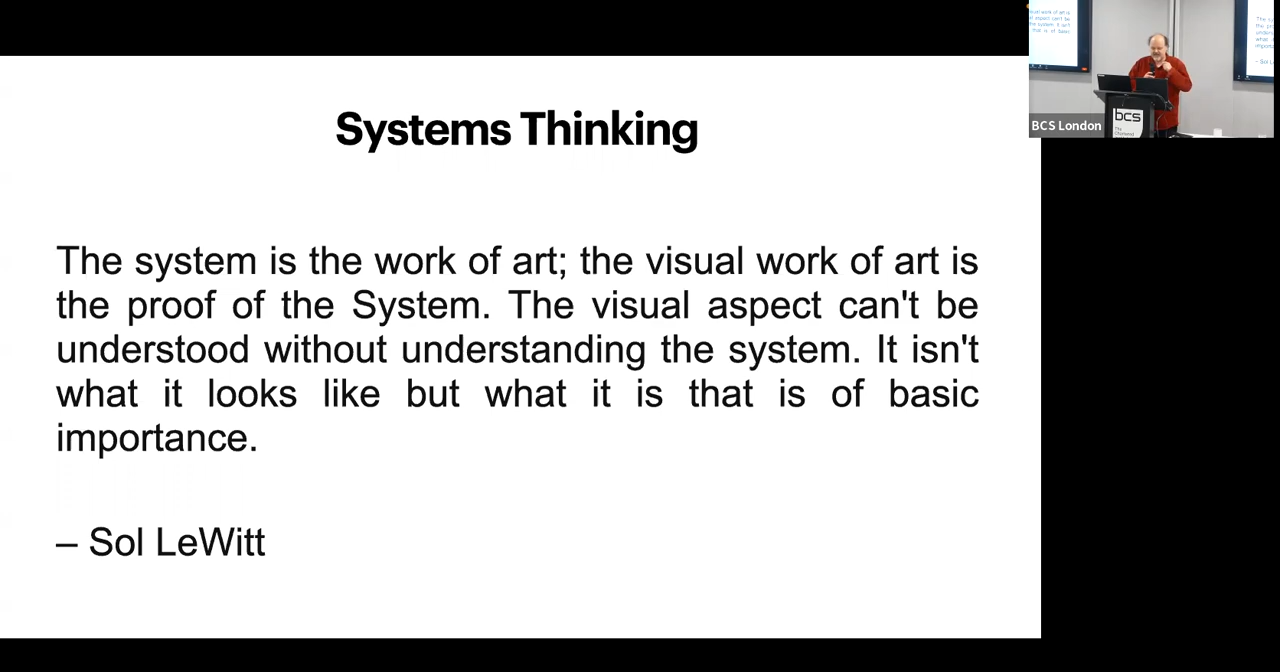 Systems Thinking
The system is the work of art; the visual work of art is
the proof of the System. The visual aspect can't be
understood without understanding the system. It isn't
what it looks like but what it is that is of basic
importance.
– Sol LeWitt
BCS London
bcs
The
Chartered